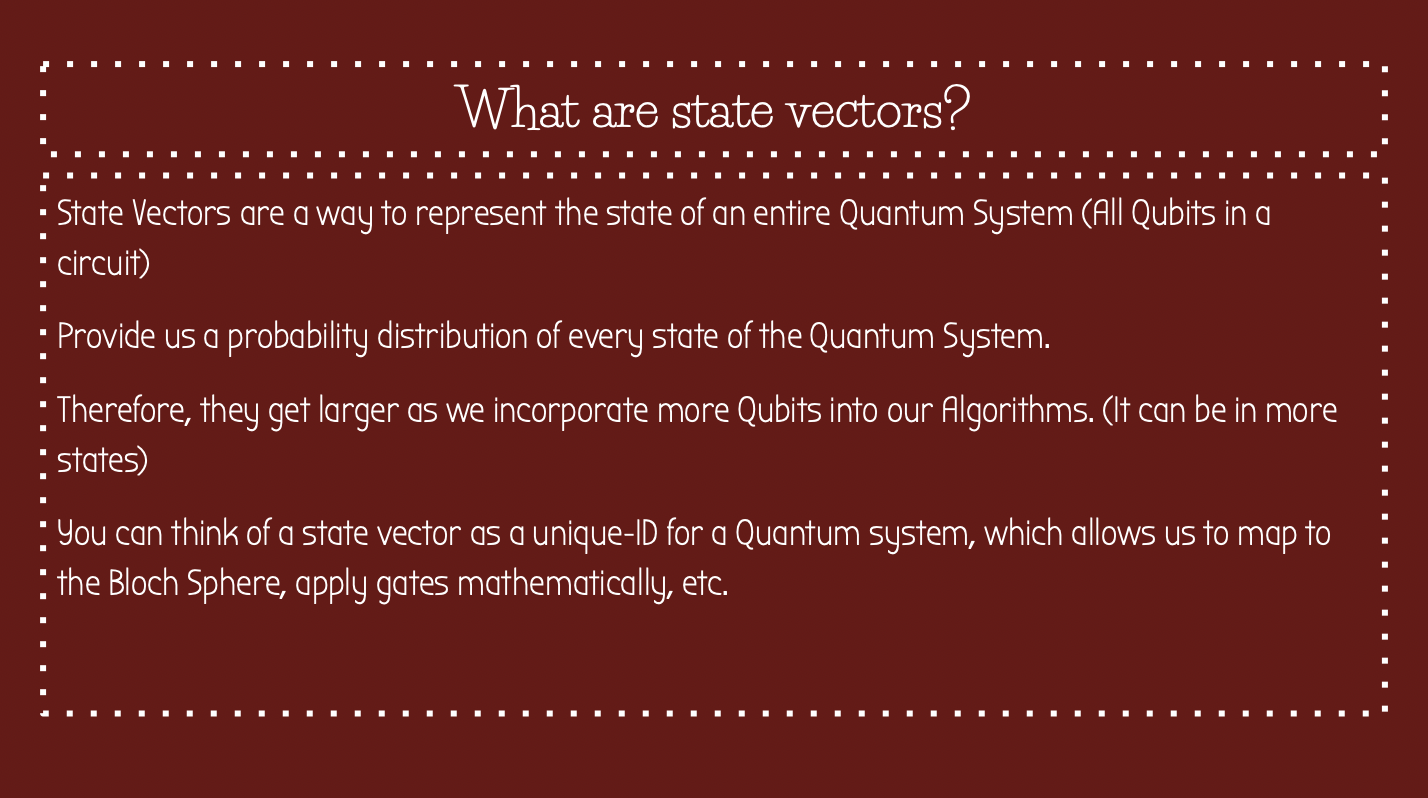 What are state vectors?
State Vectors are a way to represent the state of an entire Quantum System (All Qubits in a
circuit)
Provide us a probability distribution of every state of the Quantum System.
Therefore, they get larger as we incorporate more Qubits into our Algorithms. (It can be in more
states)
You can think of a state vector as a unique-ID for a Quantum system, which allows us to map to
the Bloch Sphere, apply gates mathematically, etc.